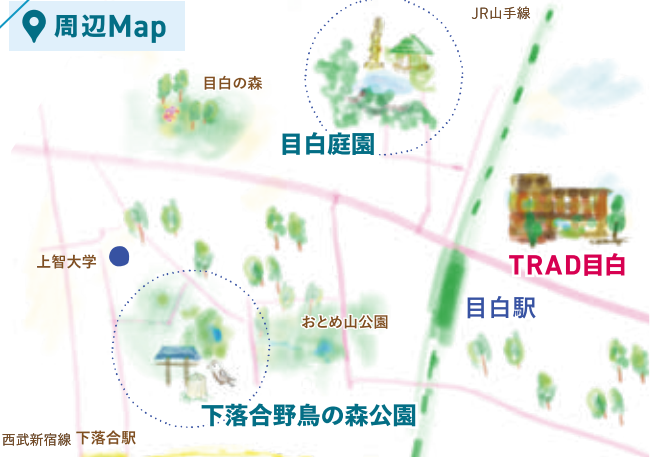 周辺Map
JR山手線
目白の森
目白庭園
TRAD目白
上智大学
目白駅
おとめ山公園
下落合野鳥の森公園
西武新宿線 下落合駅